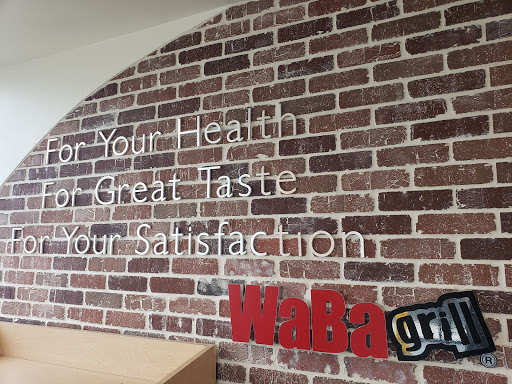 For Your Health
For Great Taste
For Your Satisfaction
WaBa grill ®